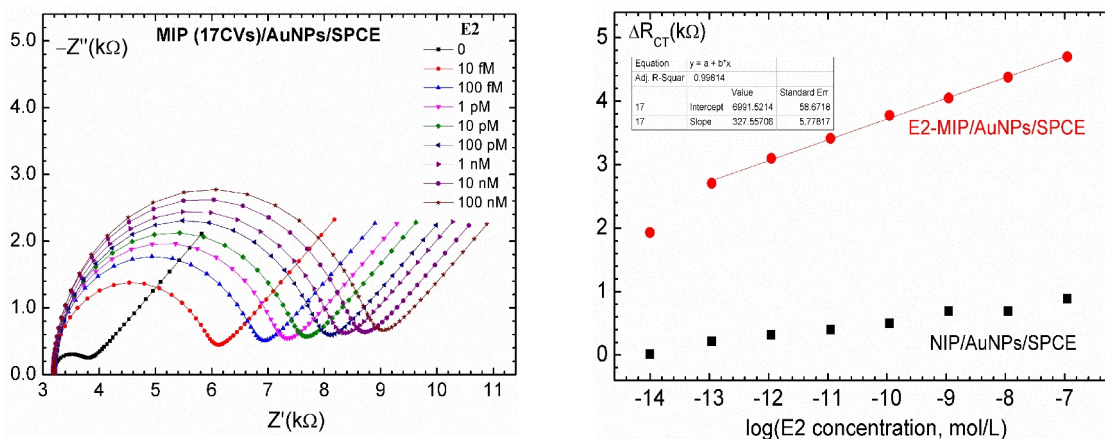 MIP (17CVs)/AuNPs/SPCE
−Z''(kΩ)
5.0
4.0
3.0
2.0
1.0
0.0
E2
0
10 fM
100 fM
1 pM
10 pM
100 pM
1 nM
10 nM
100 nM
3 4 5 6 7 8 9 10 11
Z'(kΩ)
ΔR_CT(kΩ)
5
4
3
2
1
0
Equation y = a + b*x
Adj. R-Squar 0.99814
Value Standard Err
17 Intercept 6991.5214 58.6718
17 Slope 327.55706 5.77817
E2-MIP/AuNPs/SPCE
NIP/AuNPs/SPCE
-14 -13 -12 -11 -10 -9 -8 -7
log(E2 concentration, mol/L)